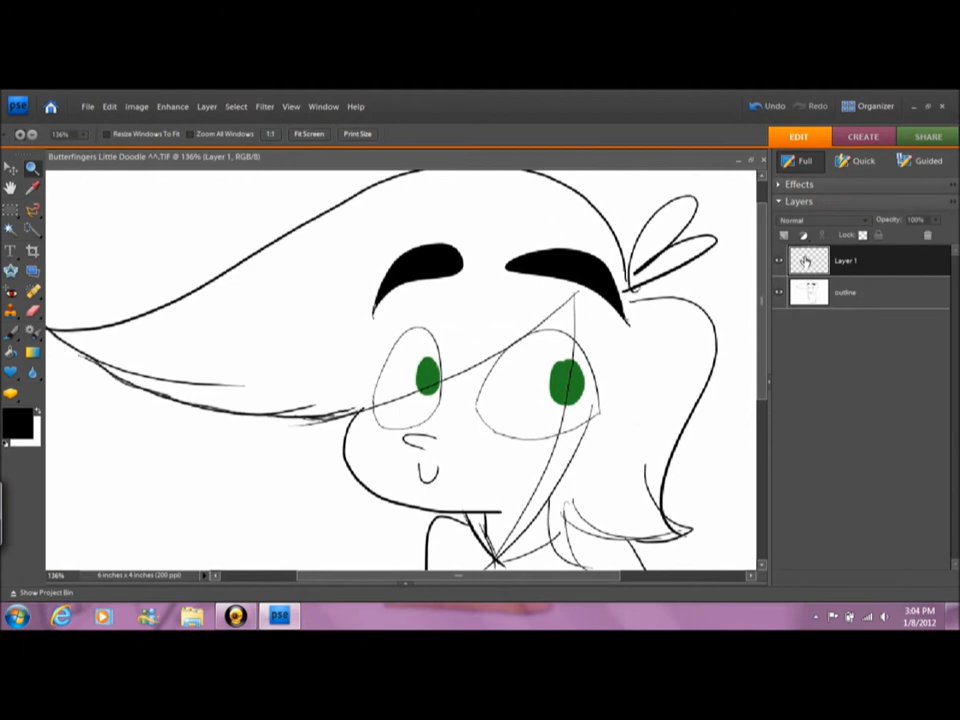 pse File Edit Image Enhance Layer Select Filter View Window Help Undo Redo Organizer
136% Resize Windows To Fit Zoom All Windows 1:1 Fit Screen Print Size EDIT CREATE SHARE
Butterfingers Little Doodle ^^.TIF @ 136% (Layer 1, RGB/8)
Full Quick Guided
Effects
Layers
Normal Opacity: 100%
Lock:
Layer 1
outline
T
136% 6 inches x 4 inches (200 ppi)
Show Project Bin
pse
3:04 PM
1/8/2012